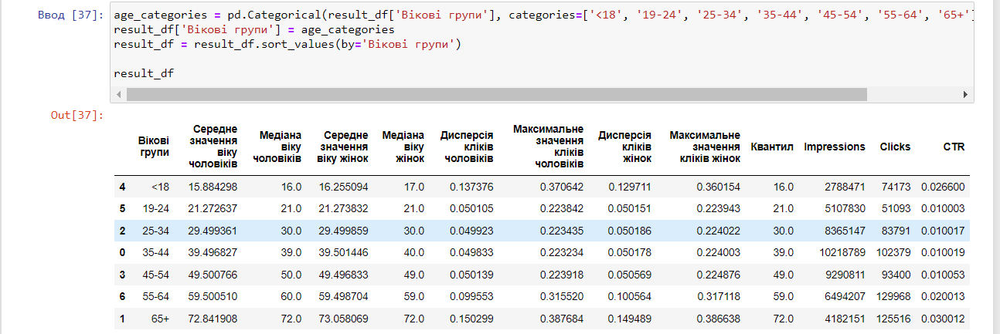 Ввод [37]: age_categories = pd.Categorical(result_df['Вікові групи'], categories=['<18', '19-24', '25-34', '35-44', '45-54', '55-64', '65+']
result_df['Вікові групи'] = age_categories
result_df = result_df.sort_values(by='Вікові групи')
result_df
Out[37]:
Вікові групи Середне значення віку чоловіків Медіана віку чоловіків Середне значення віку жінок Медіана віку жінок Дисперсія кліків чоловіків Максимальне значення кліків чоловіків Дисперсія кліків жінок Максимальне значення кліків жінок Квантил Impressions Clicks CTR
4 <18 15.884298 16.0 16.255094 17.0 0.137376 0.370642 0.129711 0.360154 16.0 2788471 74173 0.026600
5 19-24 21.272637 21.0 21.273832 21.0 0.050105 0.223842 0.050151 0.223943 21.0 5107830 51093 0.010003
2 25-34 29.499361 30.0 29.499859 30.0 0.049923 0.223435 0.050186 0.224022 30.0 8365147 83791 0.010017
0 35-44 39.496827 39.0 39.501446 40.0 0.049833 0.223234 0.050178 0.224003 39.0 10218789 102379 0.010019
3 45-54 49.500766 50.0 49.496833 49.0 0.050139 0.223918 0.050569 0.224876 49.0 9290811 93400 0.010053
6 55-64 59.500510 60.0 59.498704 59.0 0.099553 0.315520 0.100564 0.317118 59.0 6494207 129968 0.020013
1 65+ 72.841908 72.0 73.058069 72.0 0.150299 0.387684 0.149489 0.386638 72.0 4182151 125516 0.030012